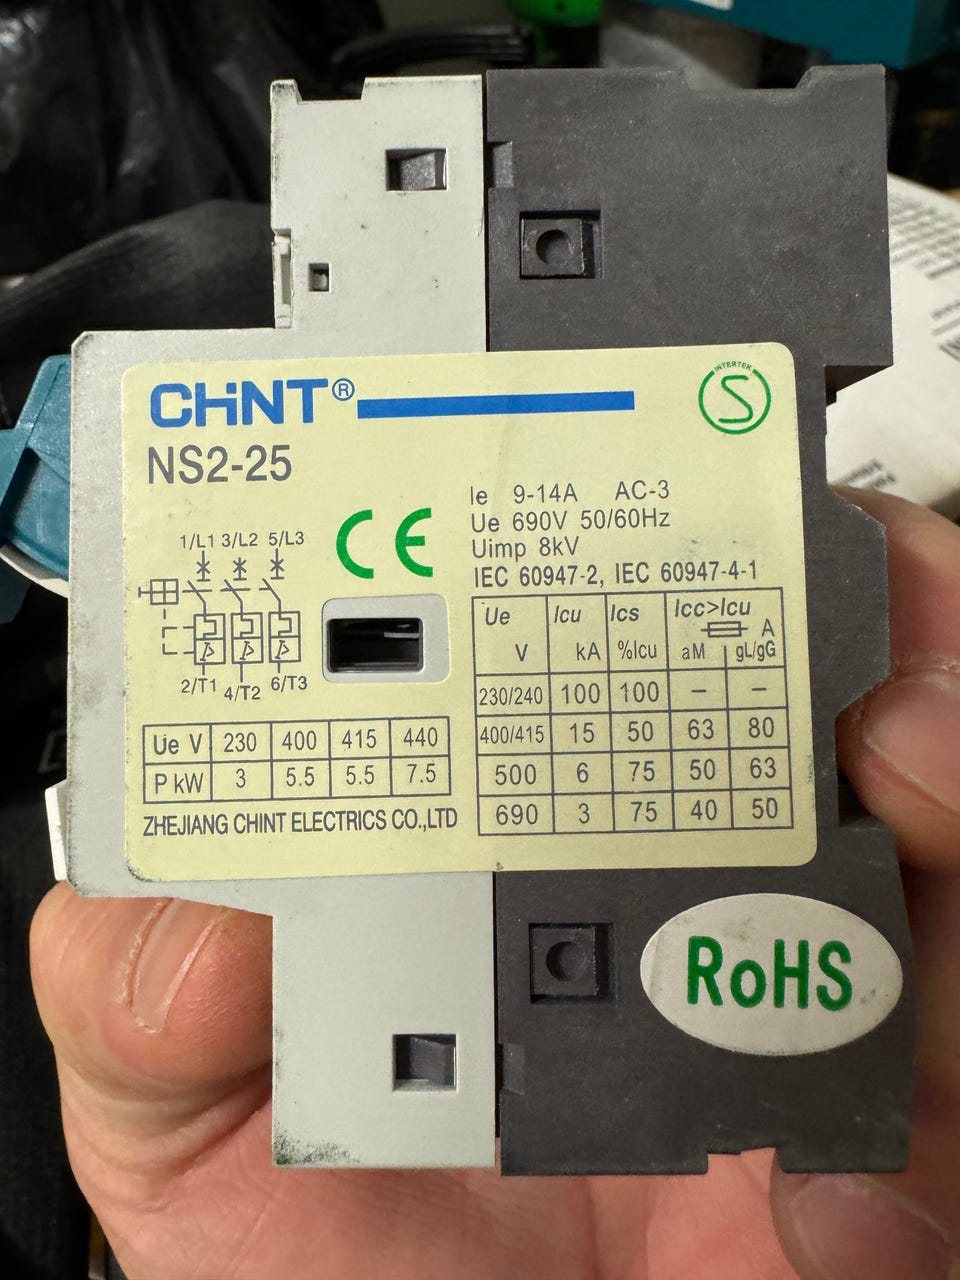 CHINT®
NS2-25
INTERTEK
S
Ie 9-14A AC-3
Ue 690V 50/60Hz
Uimp 8kV
IEC 60947-2, IEC 60947-4-1
CE
1/L1 3/L2 5/L3
2/T1 4/T2 6/T3
Ue V 230 400 415 440
P kW 3 5.5 5.5 7.5
ZHEJIANG CHINT ELECTRICS CO.,LTD
Ue Icu Ics Icc>Icu
A
V kA %Icu aM gL/gG
230/240 100 100 – –
400/415 15 50 63 80
500 6 75 50 63
690 3 75 40 50
RoHS